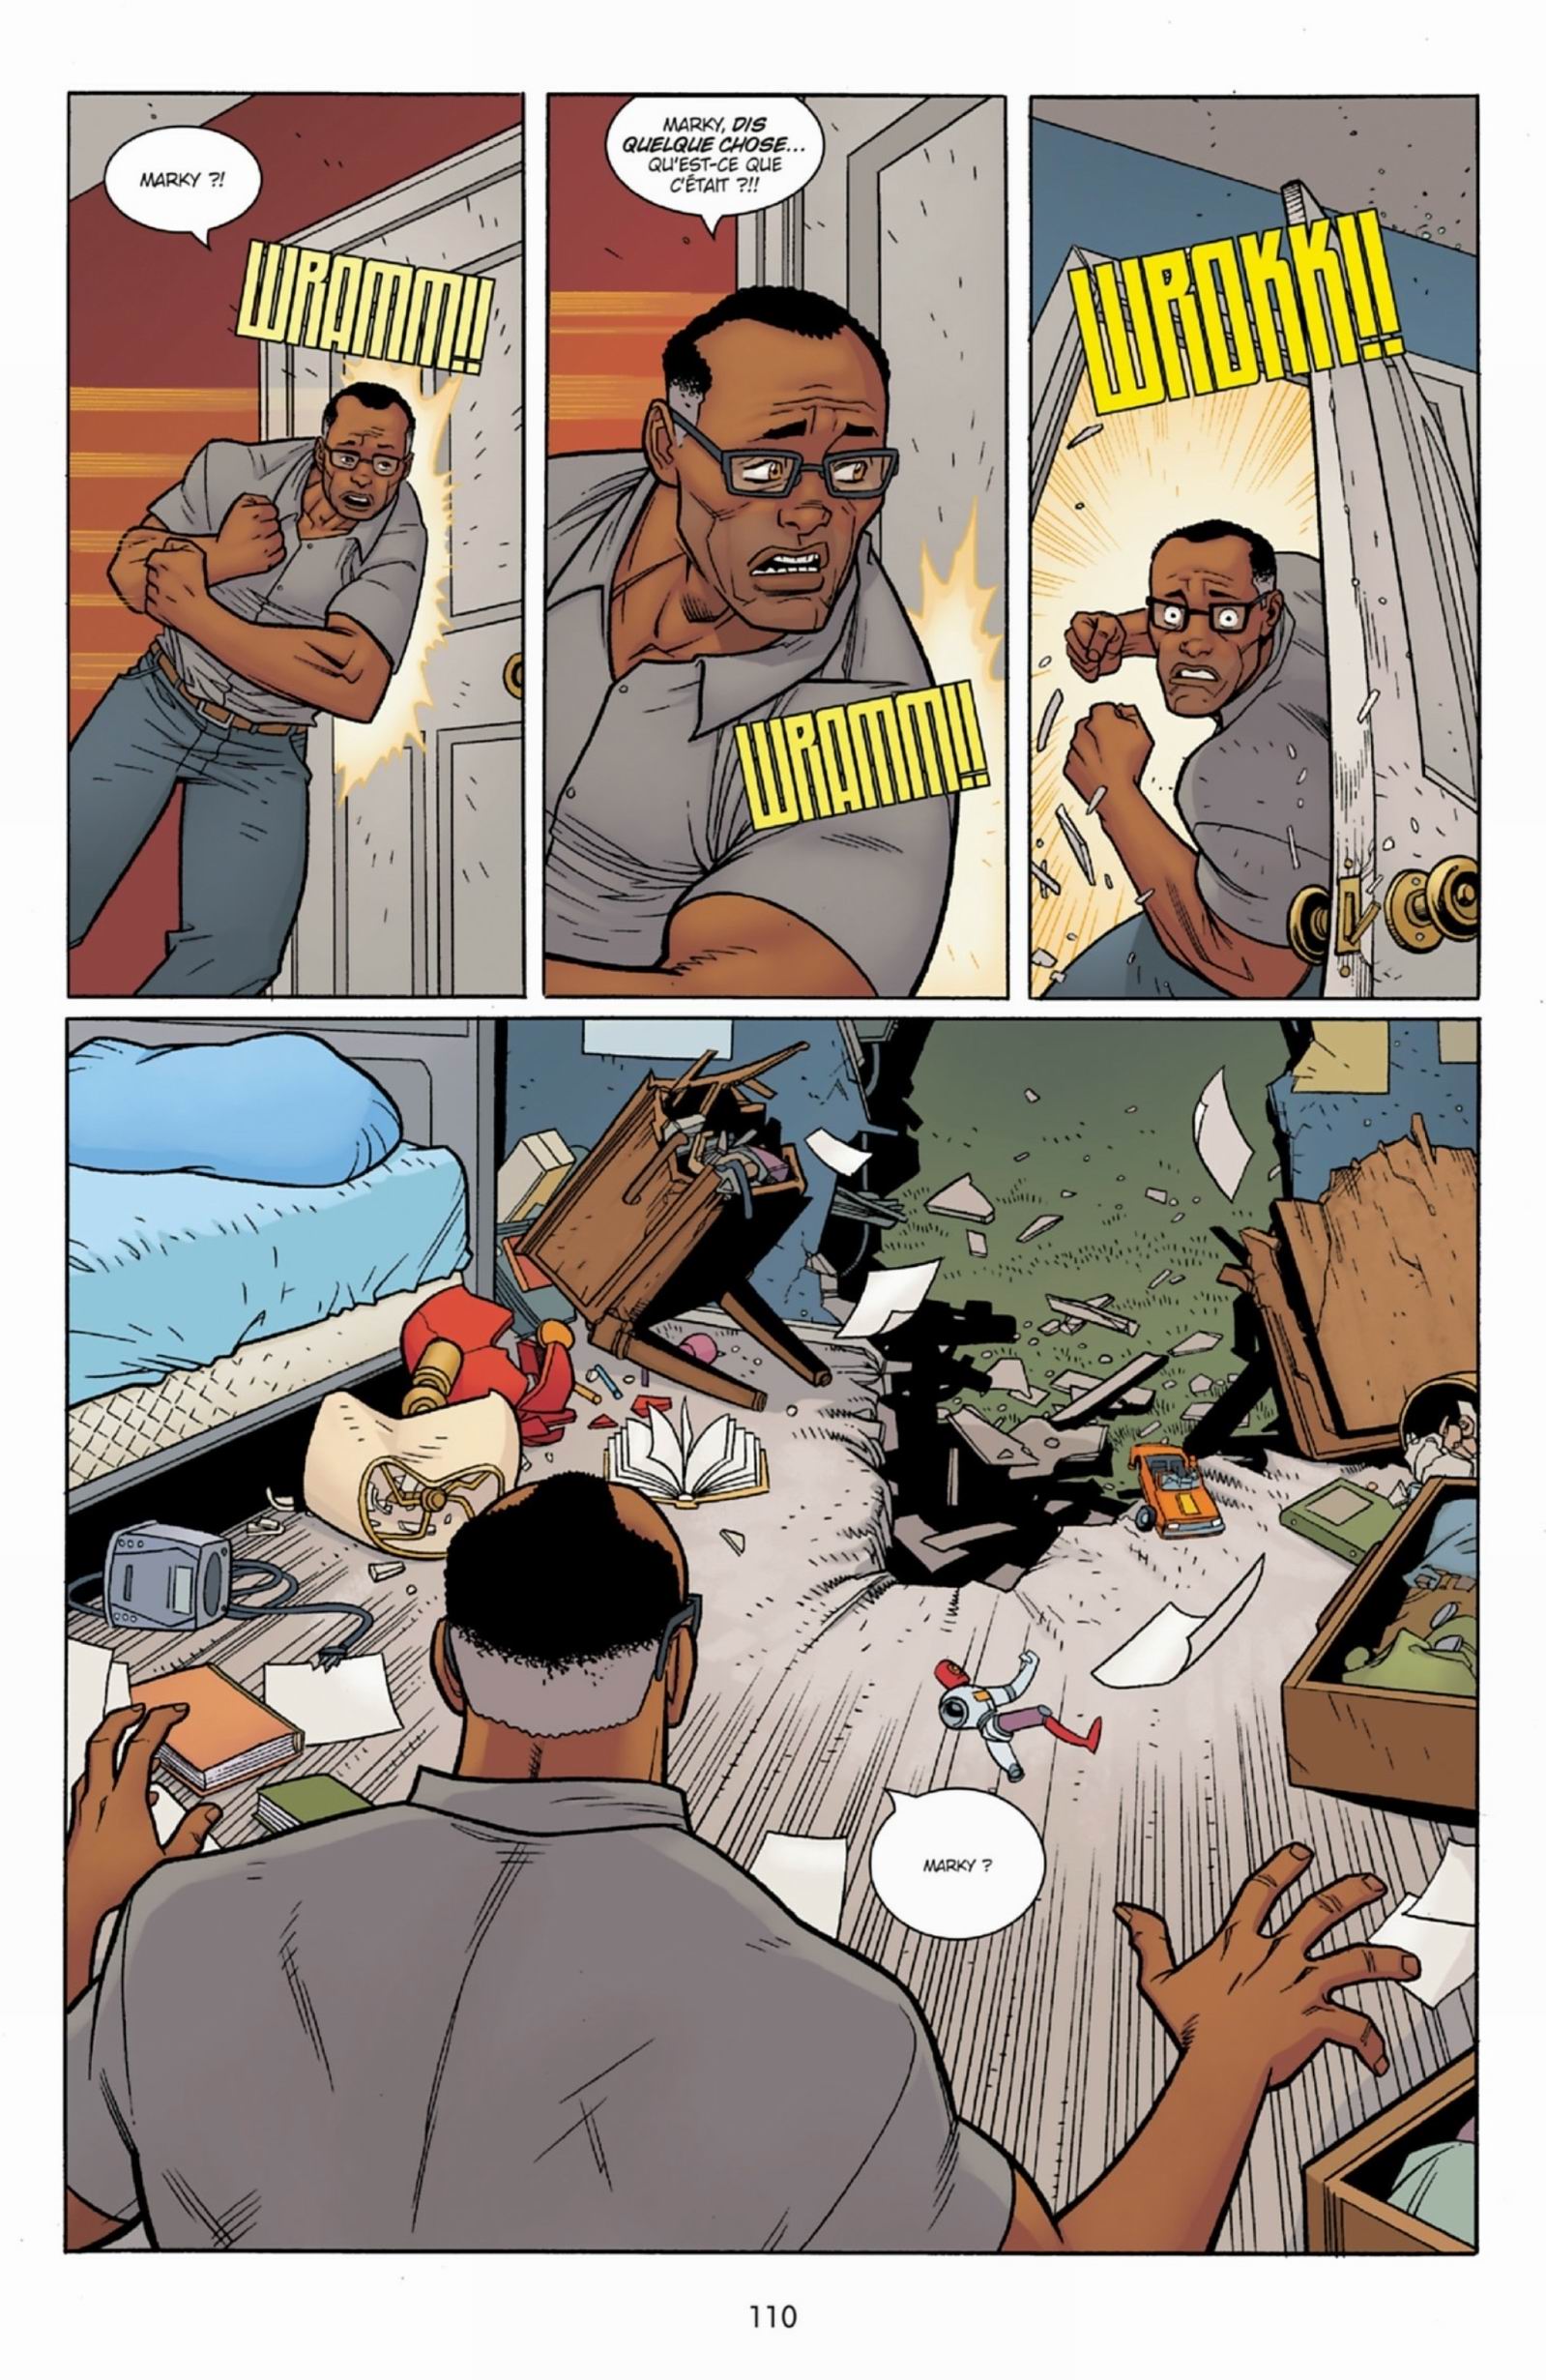 MARKY ?!
WRAMM!!
MARKY, DIS
QUELQUE CHOSE...
QU'EST-CE QUE
C'ÉTAIT ?!!
WRAMM!!
WROKK!!
MARKY ?
110